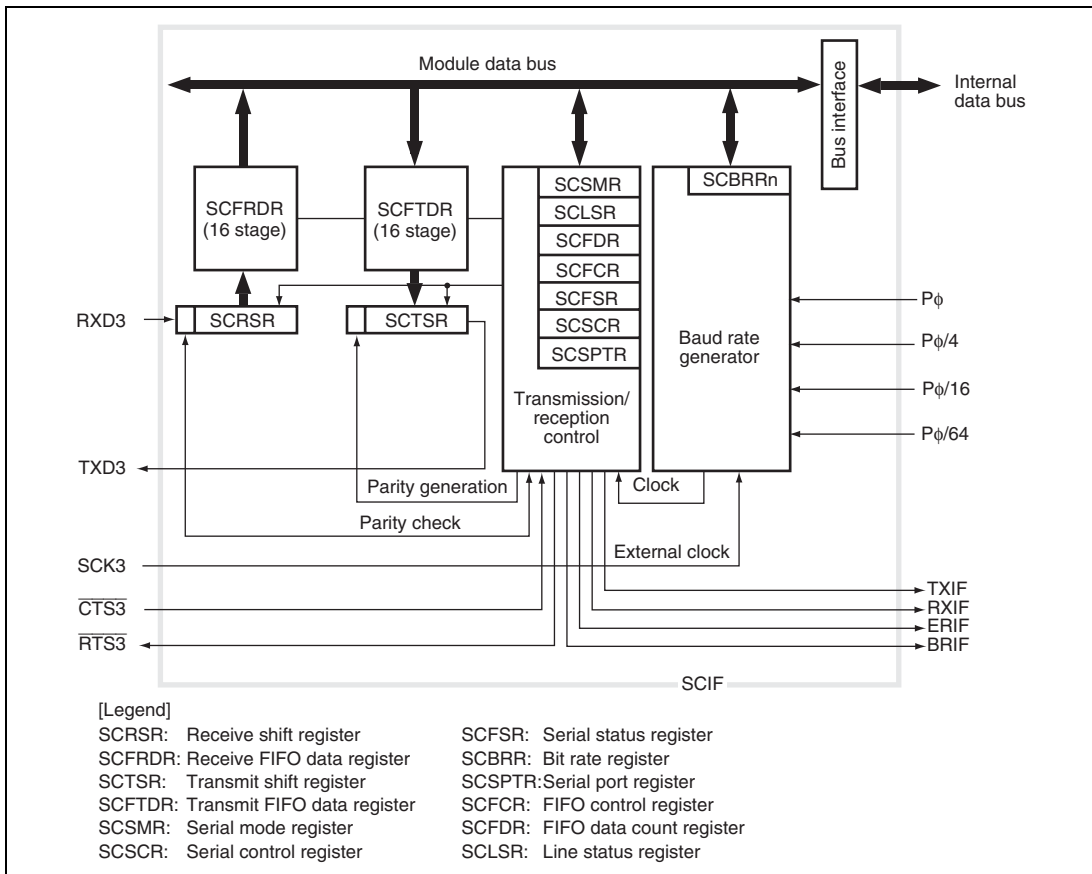 Module data bus
Bus interface
Internal
data bus
SCFRDR
(16 stage)
SCFTDR
(16 stage)
SCSMR
SCLSR
SCFDR
SCFCR
SCFSR
SCSCR
SCSPTR
Transmission/
reception
control
SCBRRn
Baud rate
generator
RXD3
SCRSR
SCTSR
Pϕ
Pϕ/4
Pϕ/16
Pϕ/64
TXD3
Parity generation
Parity check
Clock
SCK3
External clock
CTS3
RTS3
TXIF
RXIF
ERIF
BRIF
SCIF
[Legend]
SCRSR: Receive shift register
SCFRDR: Receive FIFO data register
SCTSR: Transmit shift register
SCFTDR: Transmit FIFO data register
SCSMR: Serial mode register
SCSCR: Serial control register
SCFSR: Serial status register
SCBRR: Bit rate register
SCSPTR:Serial port register
SCFCR: FIFO control register
SCFDR: FIFO data count register
SCLSR: Line status register